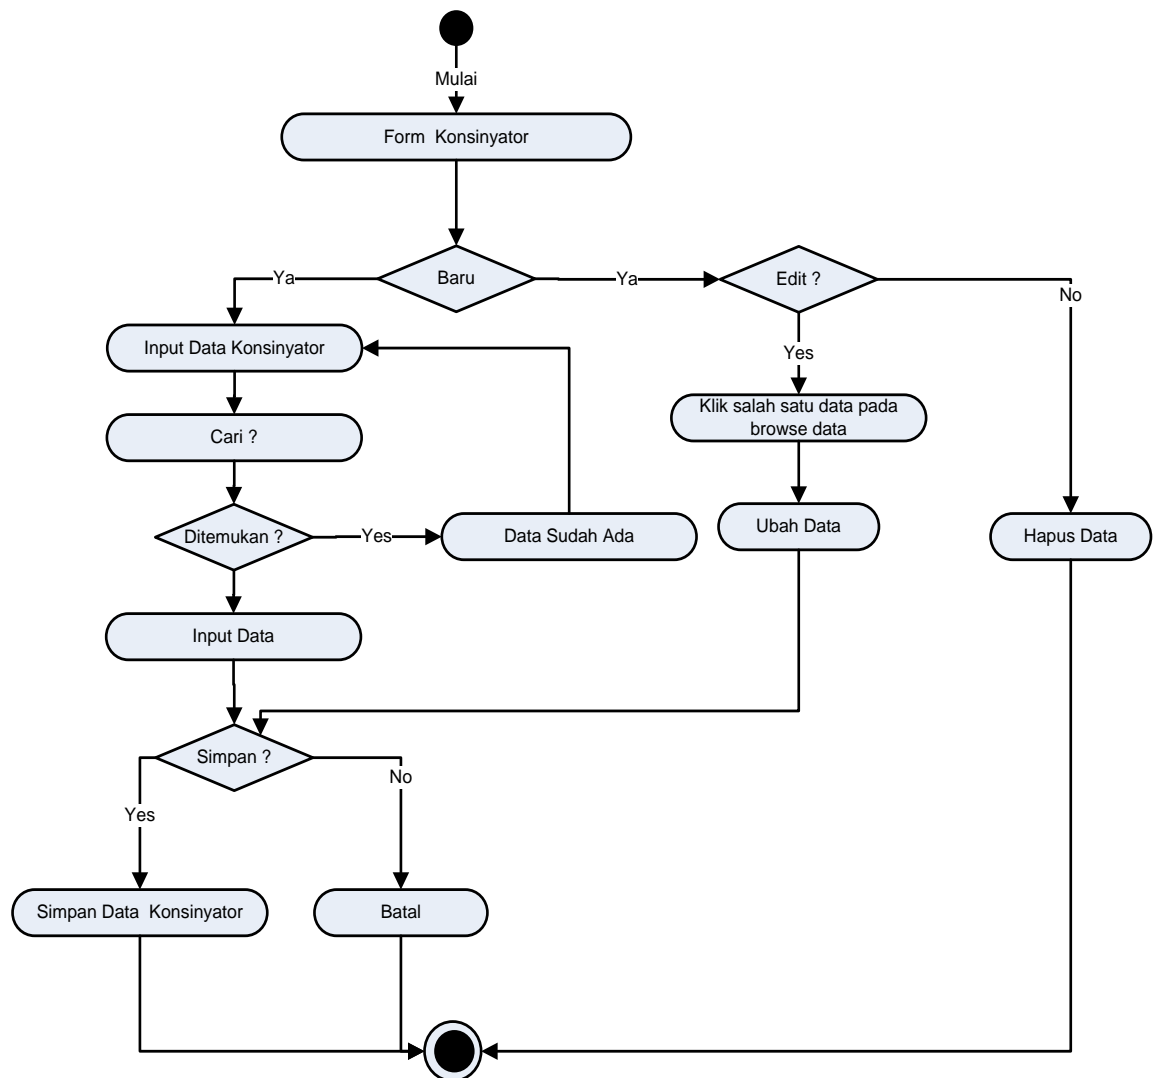 Mulai
Form Konsinyator
Baru
Ya
Ya
Edit ?
No
Input Data Konsinyator
Yes
Klik salah satu data pada
browse data
Cari ?
Ditemukan ?
Yes
Data Sudah Ada
Ubah Data
Hapus Data
Input Data
Simpan ?
No
Yes
Simpan Data Konsinyator
Batal